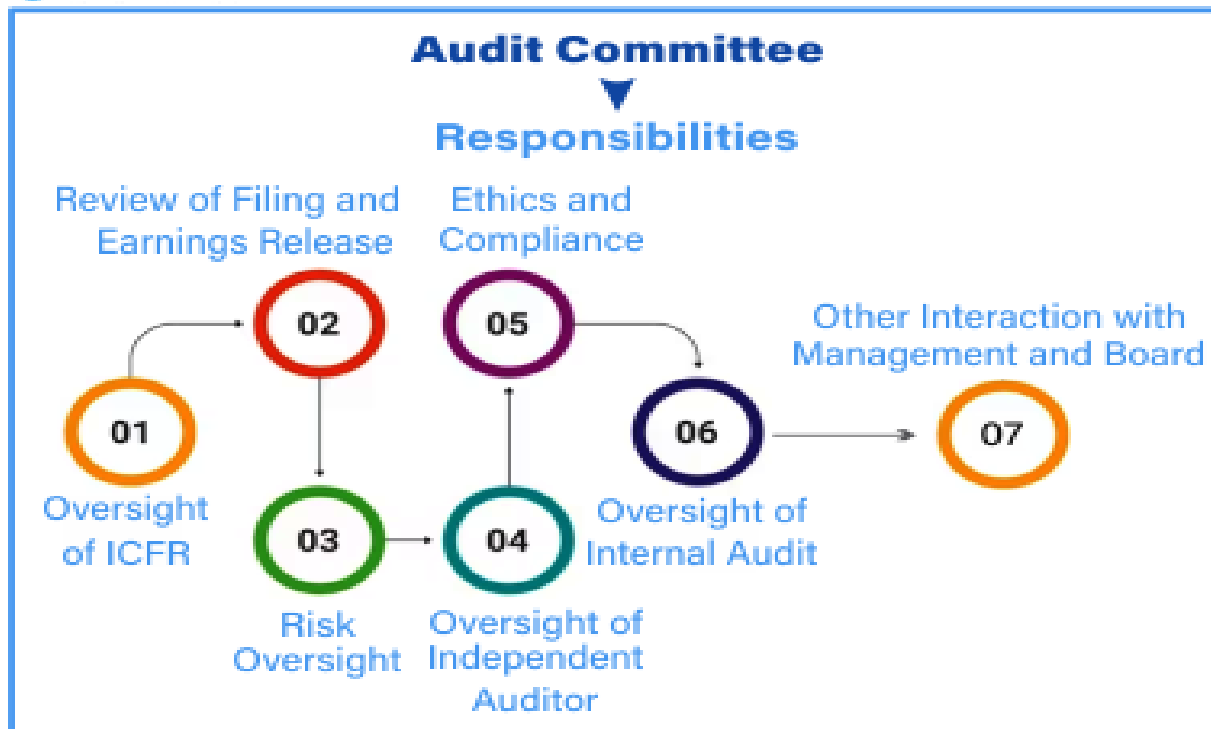 Audit Committee
Responsibilities
01
Oversight
of ICFR
Review of Filing and
Earnings Release
02
03
Risk
Oversight
04
Oversight of
Independent
Auditor
Ethics and
Compliance
05
06
Oversight of
Internal Audit
Other Interaction with
Management and Board
07